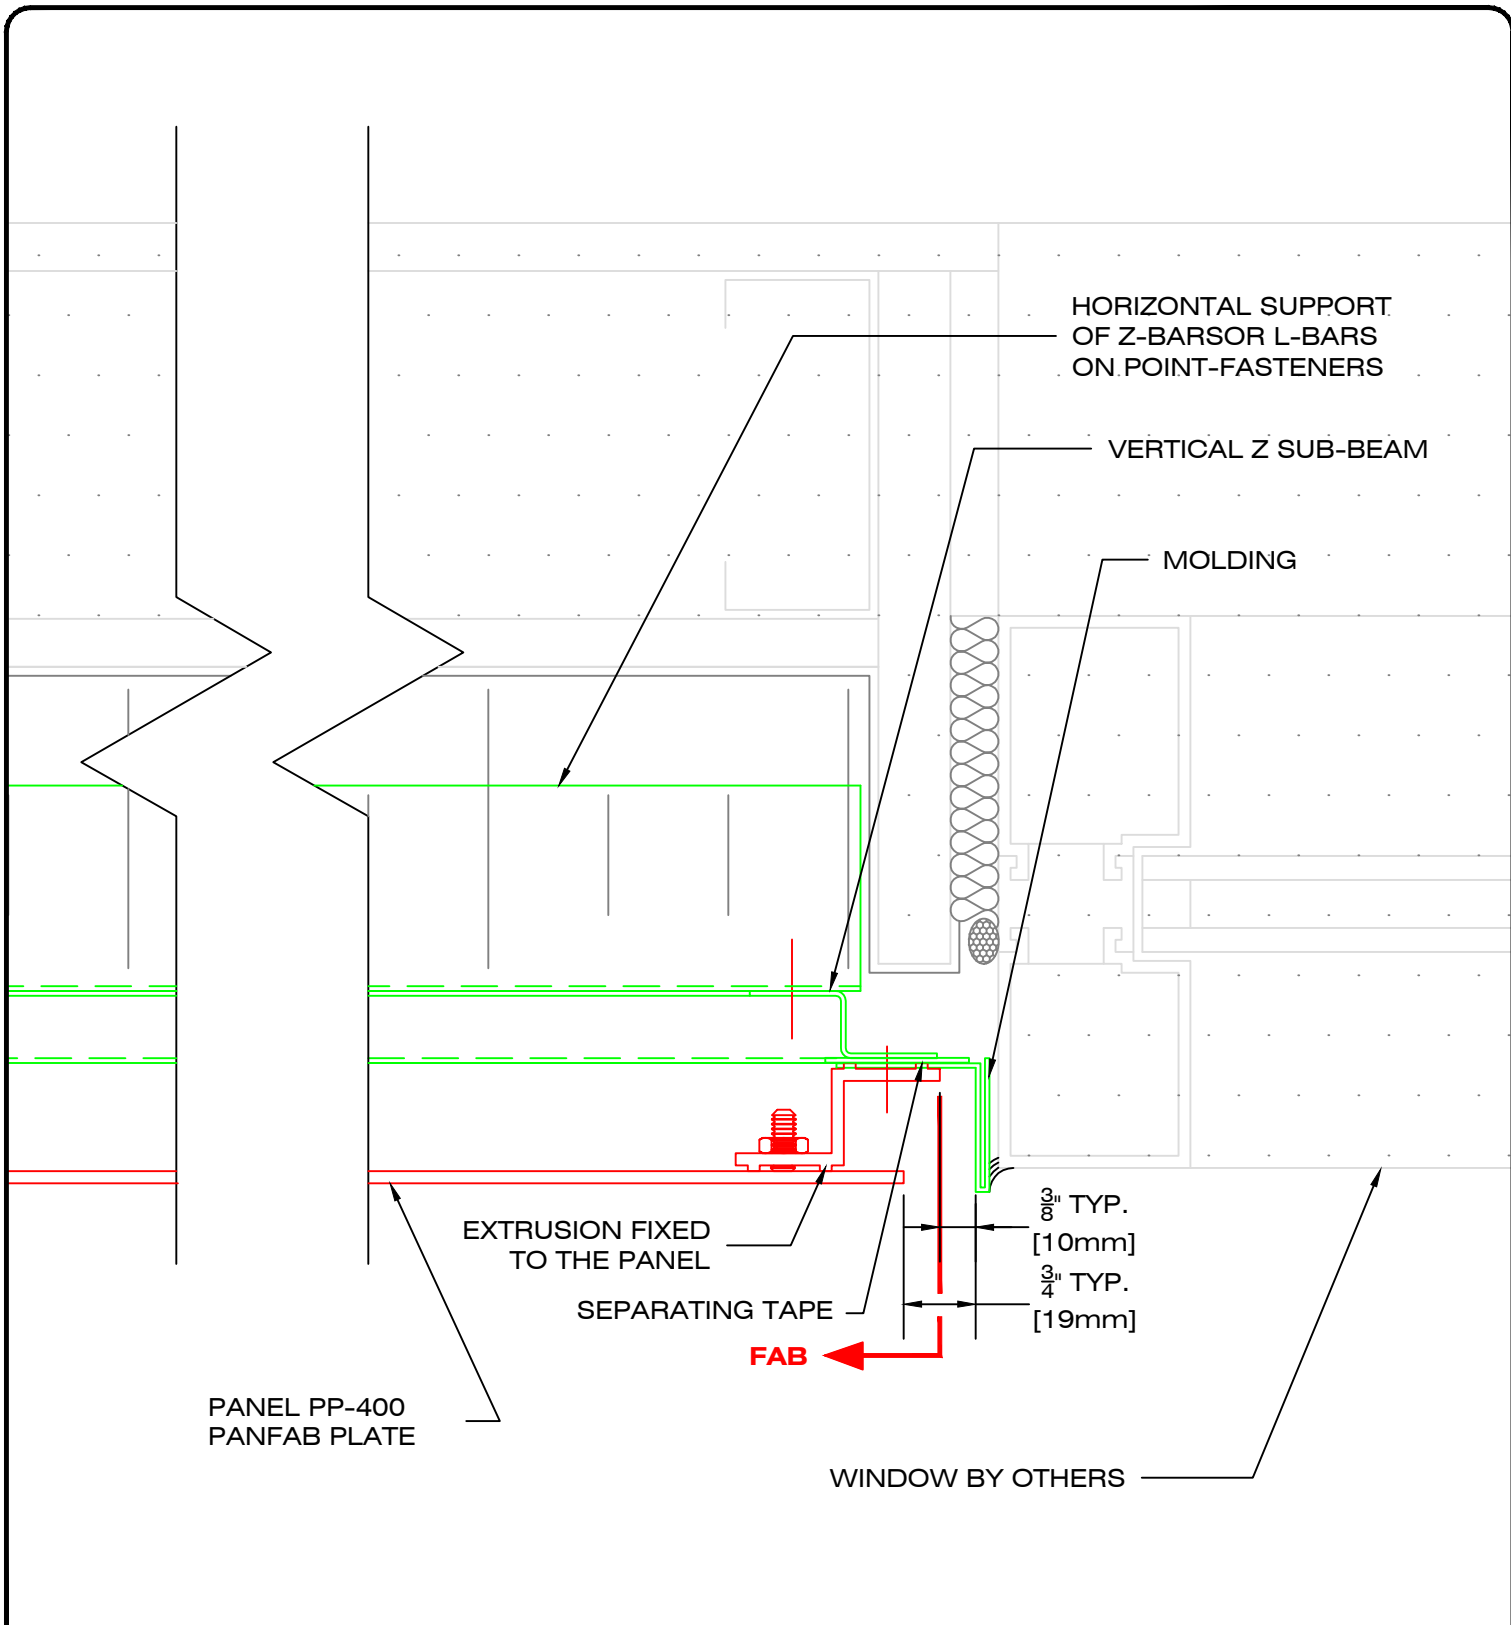 HORIZONTAL SUPPORT
OF Z-BARSOR L-BARS
ON POINT-FASTENERS
VERTICAL Z SUB-BEAM
MOLDING
3/8" TYP.
[10mm]
EXTRUSION FIXED
TO THE PANEL
3/4" TYP.
[19mm]
SEPARATING TAPE
FAB
PANEL PP-400
PANFAB PLATE
WINDOW BY OTHERS